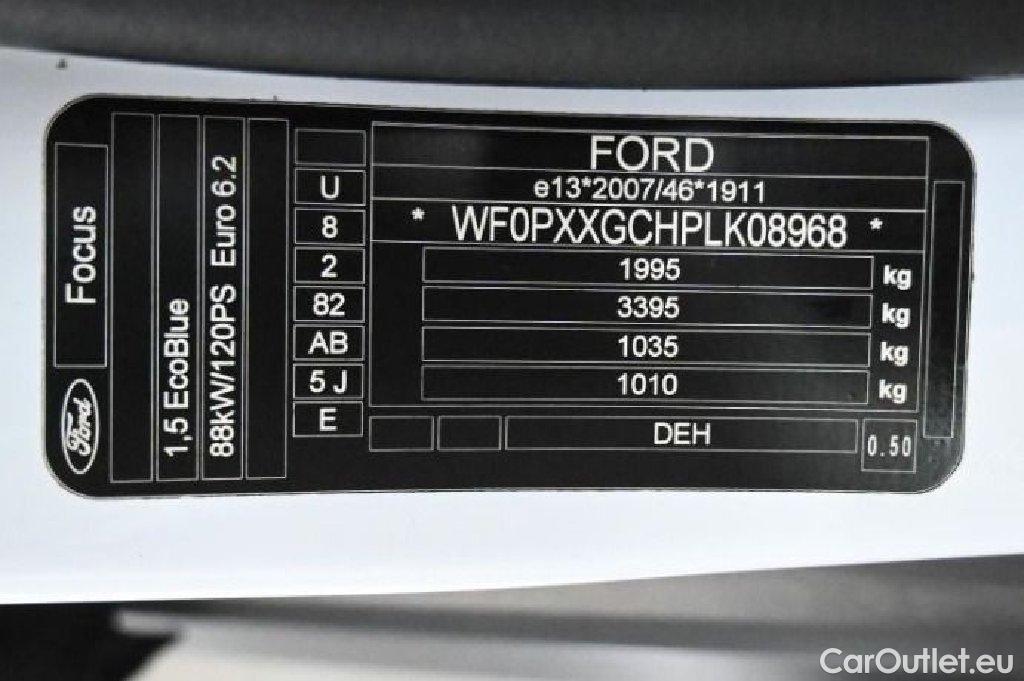 Ford
Focus
1,5 EcoBlue
88kW/120PS Euro 6.2
U
8
2
82
AB
5 J
E
FORD
e13*2007/46*1911
* WF0PXXGCHPLK08968 *
1995 kg
3395 kg
1035 kg
1010 kg
DEH
0.50
CarOutlet.eu